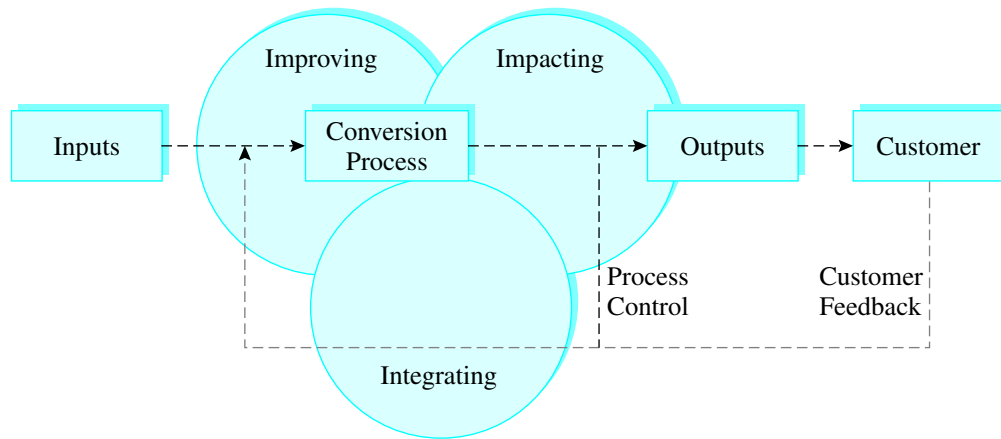 Improving
Impacting
Inputs
Conversion
Process
Outputs
Customer
Process
Control
Customer
Feedback
Integrating